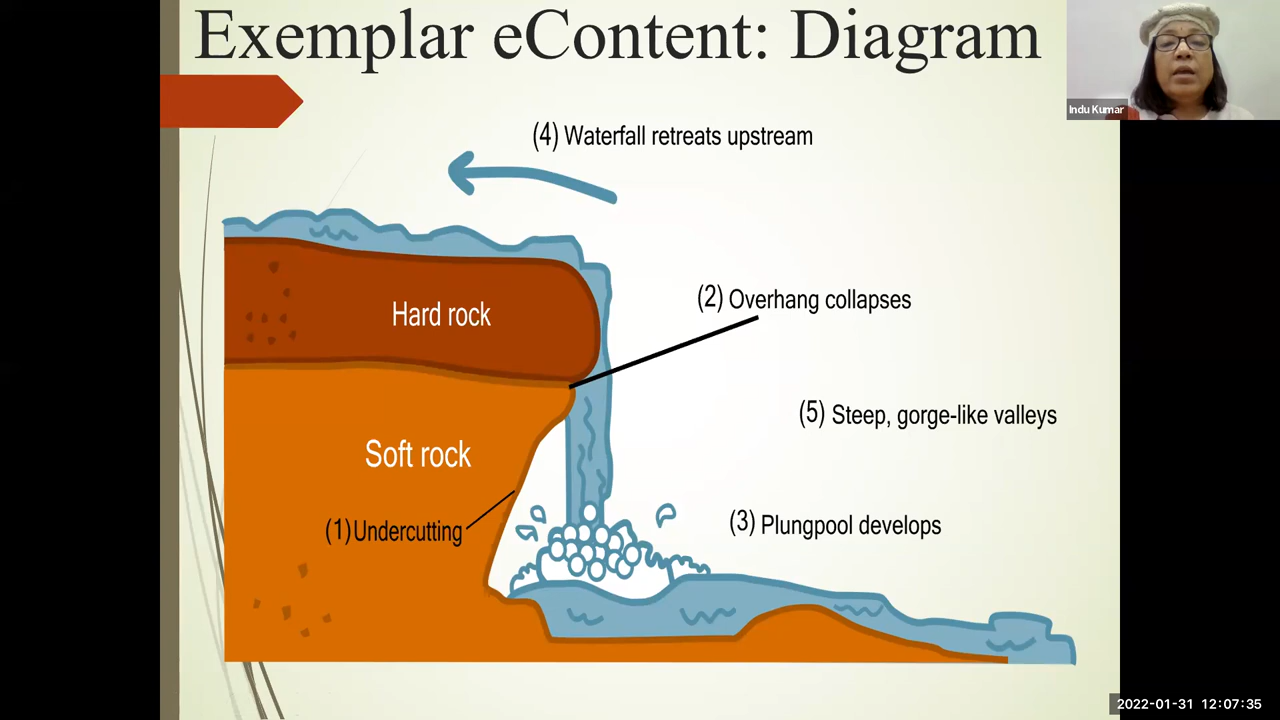 Exemplar eContent: Diagram
Indu Kumar
(4) Waterfall retreats upstream
Hard rock
(2) Overhang collapses
(5) Steep, gorge-like valleys
Soft rock
(1)Undercutting
(3) Plungpool develops
2022-01-31 12:07:35